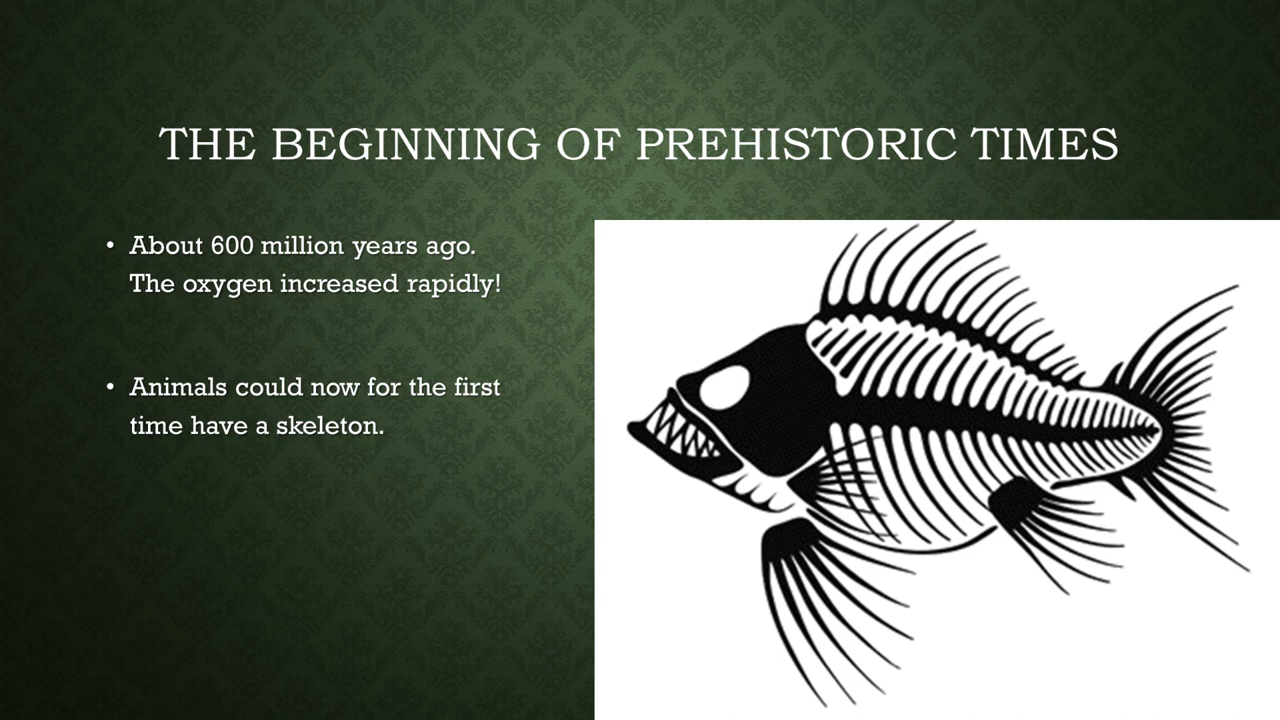 THE BEGINNING OF PREHISTORIC TIMES
• About 600 million years ago.
The oxygen increased rapidly!
• Animals could now for the first
time have a skeleton.